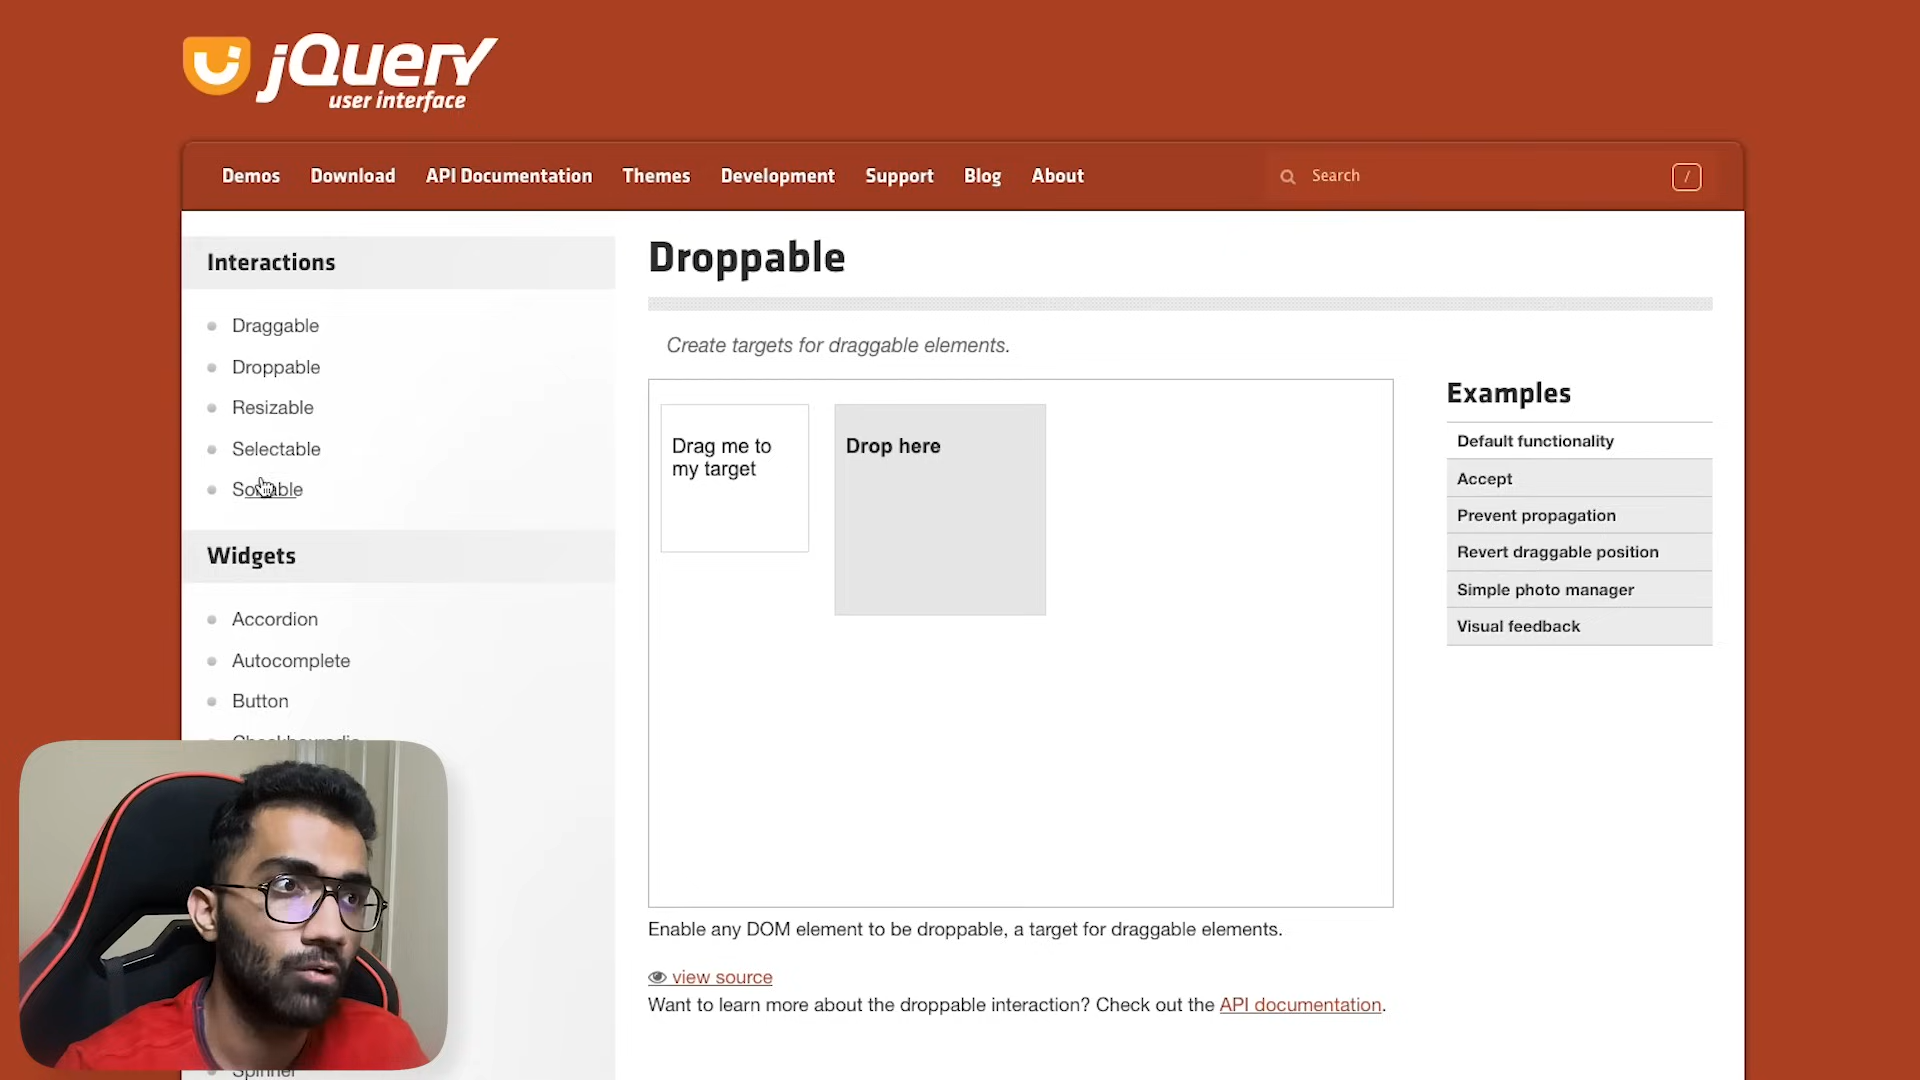 jQuery
user interface
Demos
Download
API Documentation
Themes
Development
Support
Blog
About
Search
/
Interactions
Draggable
Droppable
Resizable
Selectable
Sortable
Widgets
Accordion
Autocomplete
Button
Spinner
Droppable
Create targets for draggable elements.
Drag me to
my target
Drop here
Examples
Default functionality
Accept
Prevent propagation
Revert draggable position
Simple photo manager
Visual feedback
Enable any DOM element to be droppable, a target for draggable elements.
view source
Want to learn more about the droppable interaction? Check out the API documentation.